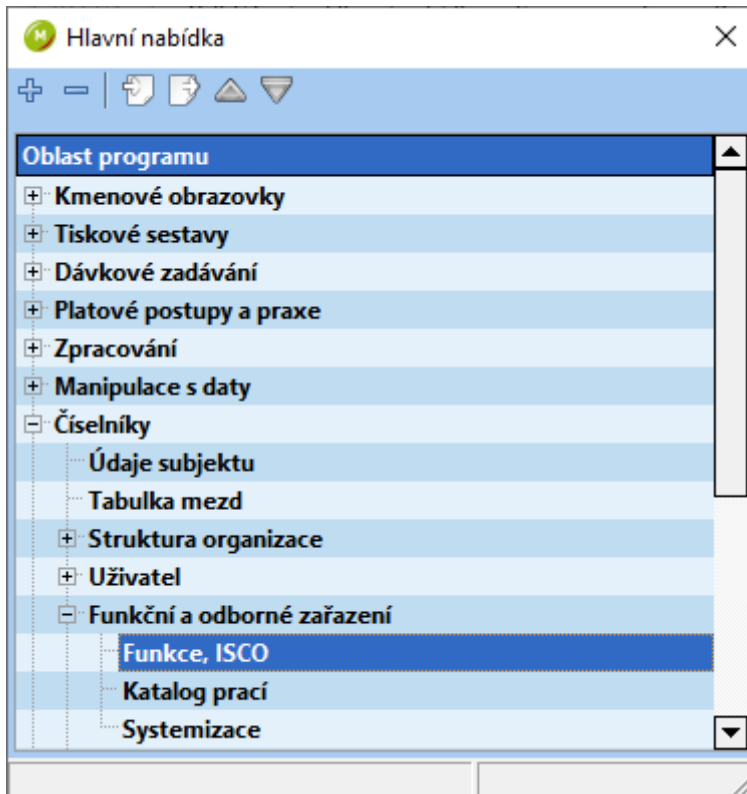 Hlavní nabídka
Oblast programu
Kmenové obrazovky
Tiskové sestavy
Dávkové zadávání
Platové postupy a praxe
Zpracování
Manipulace s daty
Číselníky
Údaje subjektu
Tabulka mezd
Struktura organizace
Uživatel
Funkční a odborné zařazení
Funkce, ISCO
Katalog prací
Systemizace